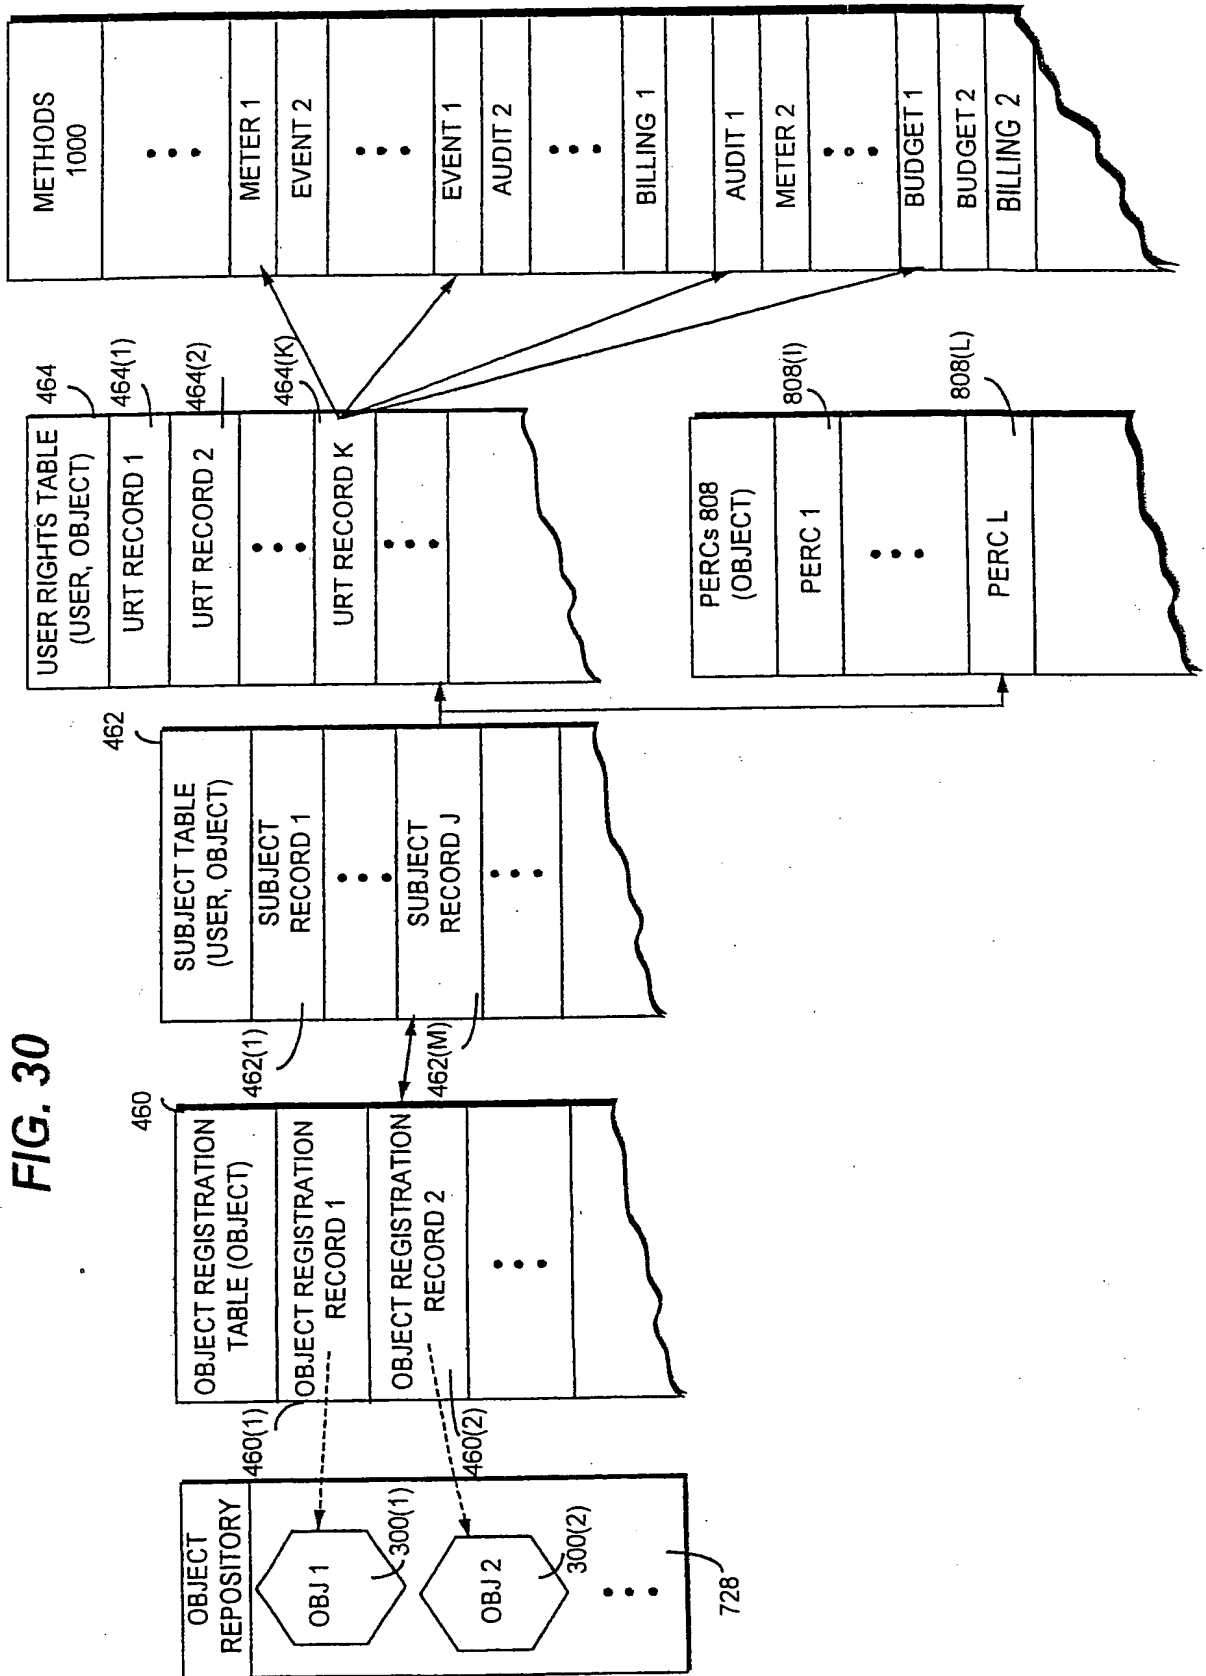 FIG. 30
OBJECT
REPOSITORY
OBJ 1
300(1)
OBJ 2
300(2)
728
460
OBJECT REGISTRATION
TABLE (OBJECT)
460(1)
OBJECT REGISTRATION
RECORD 1
OBJECT REGISTRATION
RECORD 2
460(2)
462
SUBJECT TABLE
(USER, OBJECT)
462(1)
SUBJECT
RECORD 1
SUBJECT
RECORD J
462(M)
USER RIGHTS TABLE
(USER, OBJECT)
464
URT RECORD 1
464(1)
URT RECORD 2
464(2)
URT RECORD K
464(K)
PERCs 808
(OBJECT)
PERC 1
808(I)
PERC L
808(L)
METHODS
1000
METER 1
EVENT 2
EVENT 1
AUDIT 2
BILLING 1
AUDIT 1
METER 2
BUDGET 1
BUDGET 2
BILLING 2